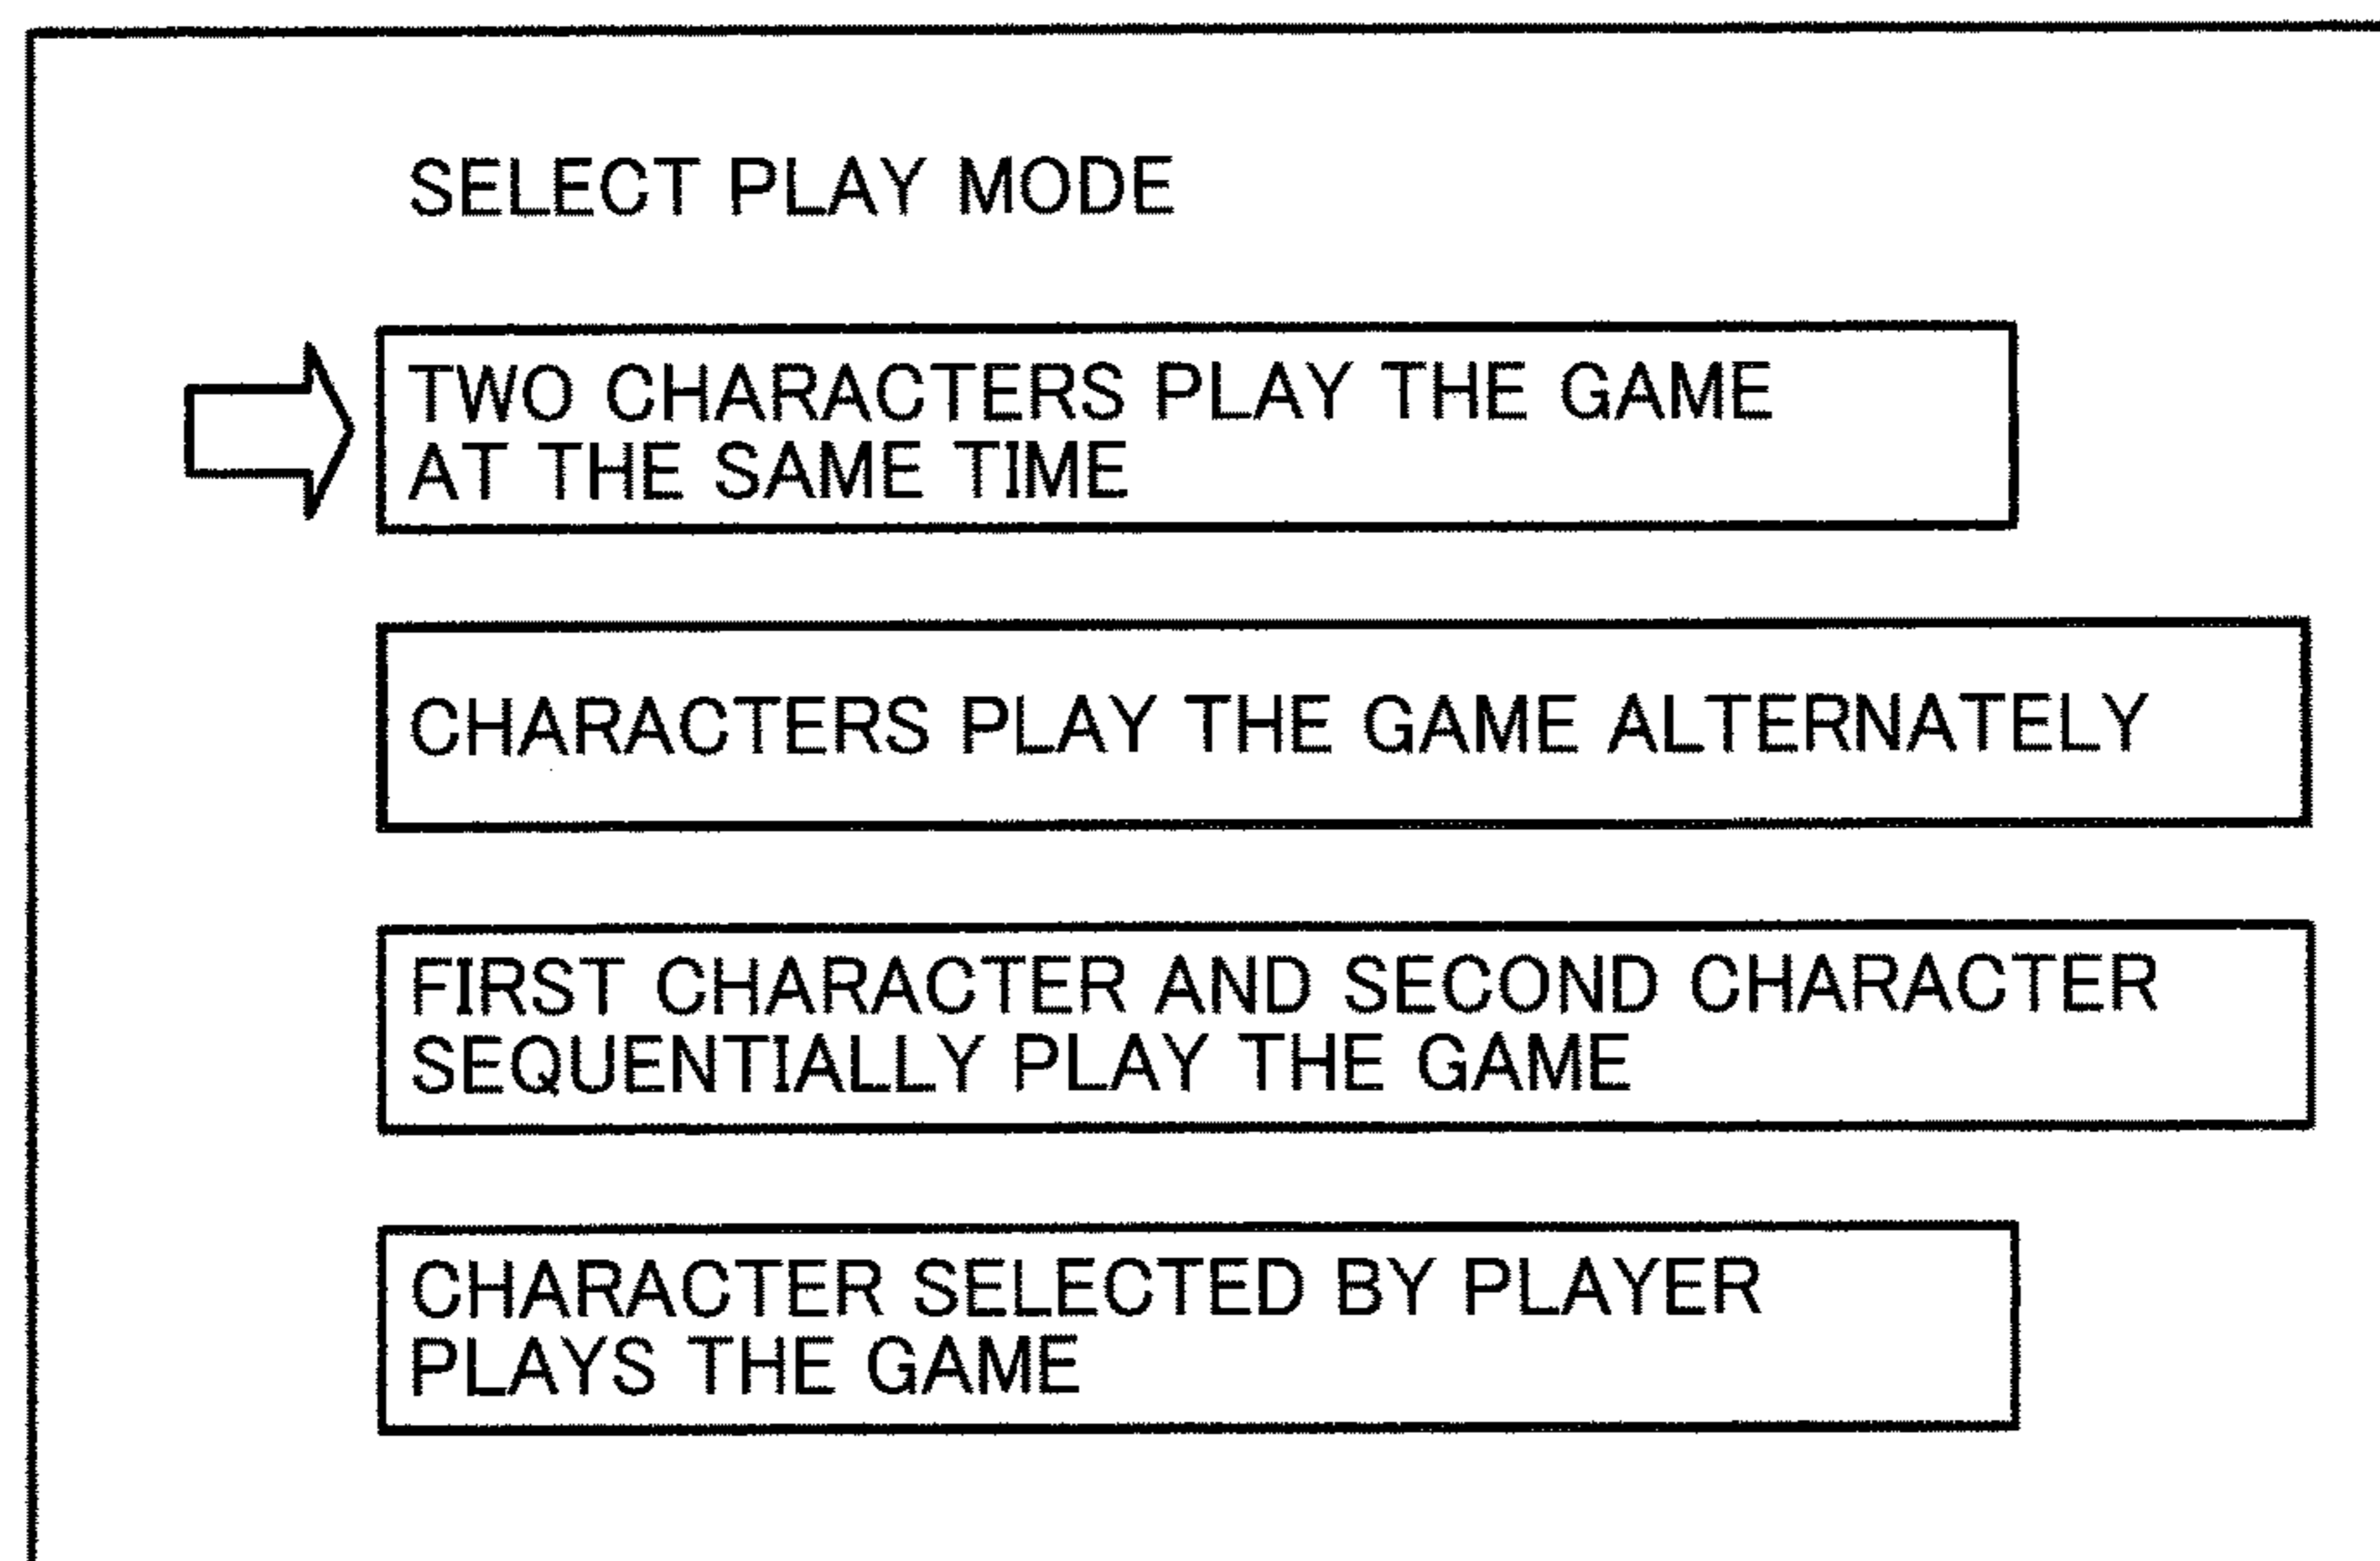 SELECT PLAY MODE
TWO CHARACTERS PLAY THE GAME
AT THE SAME TIME
CHARACTERS PLAY THE GAME ALTERNATELY
FIRST CHARACTER AND SECOND CHARACTER
SEQUENTIALLY PLAY THE GAME
CHARACTER SELECTED BY PLAYER
PLAYS THE GAME